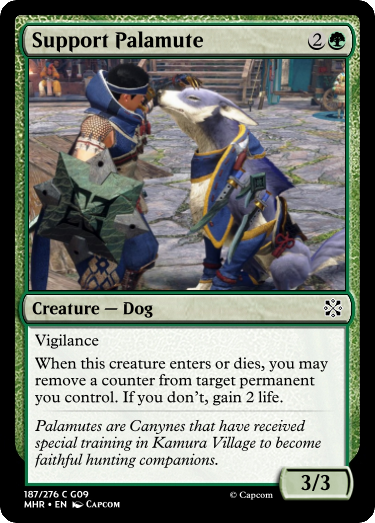 Support Palamute 2
Creature — Dog
Vigilance
When this creature enters or dies, you may
remove a counter from target permanent
you control. If you don't, gain 2 life.
Palamutes are Canynes that have received
special training in Kamura Village to become
faithful hunting companions.
3/3
187/276 C G09
MHR • EN Capcom
© Capcom